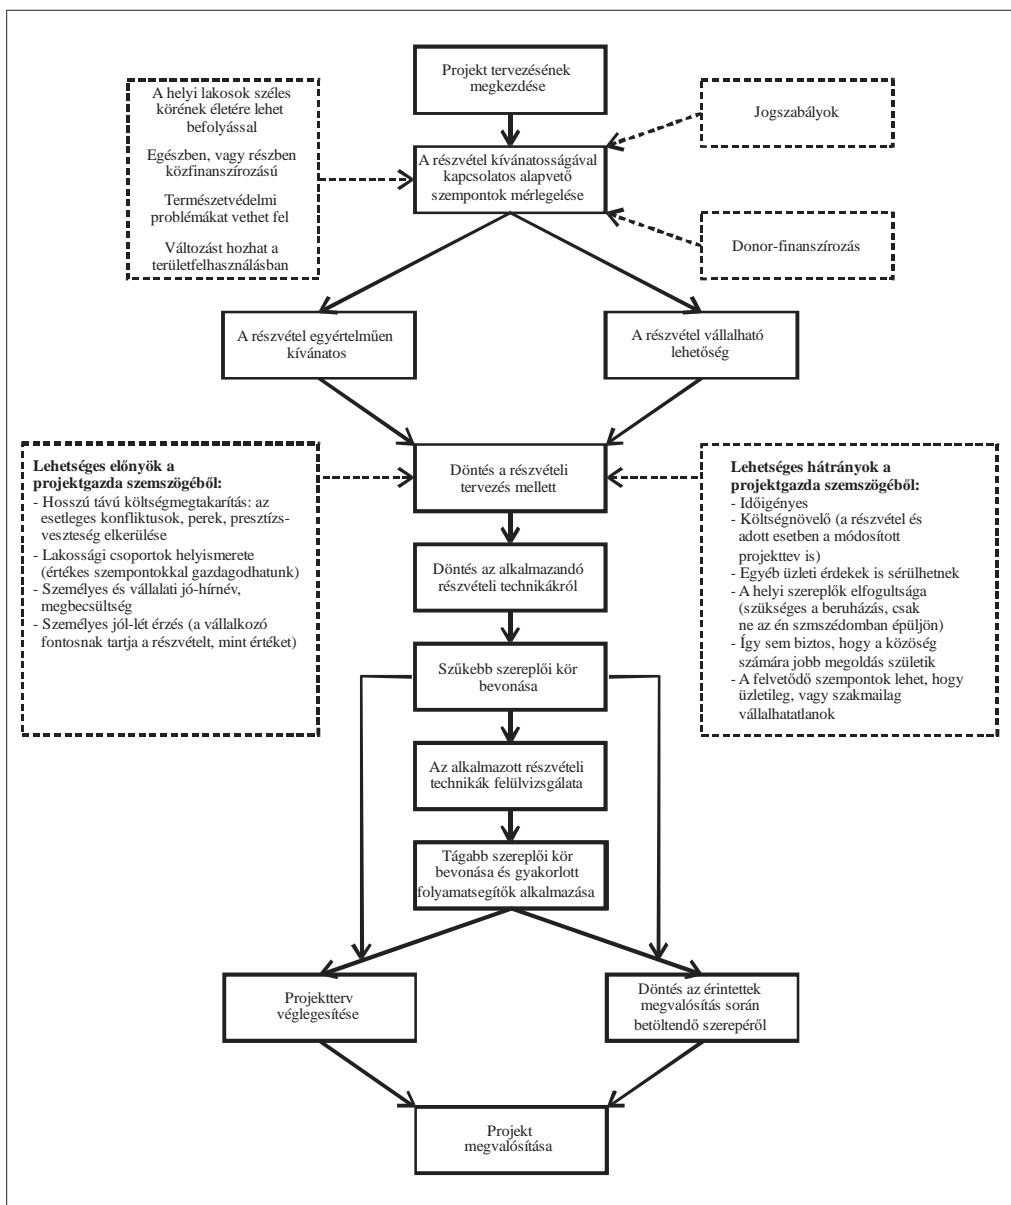 Projekt tervezésének
megkezdése
A helyi lakosok széles
körének életére lehet
befolyással
Egészben, vagy részben
közfinanszírozású
Természetvédelmi
problémákat vethet fel
Változást hozhat a
területfelhasználásban
Jogszabályok
A részvétel kívánatosságával
kapcsolatos alapvető
szempontok mérlegelése
Donor-finanszírozás
A részvétel egyértelműen
kívánatos
A részvétel vállalható
lehetőség
Lehetséges előnyök a
projektgazda szemszögéből:
- Hosszú távú költségmegtakarítás: az
esetleges konfliktusok, perek, presztízs-
veszteség elkerülése
- Lakossági csoportok helyismerete
(értékes szempontokkal gazdagodhatunk)
- Személyes és vállalati jó-hírnév,
megbecsültség
- Személyes jól-lét érzés (a vállalkozó
fontosnak tartja a részvételt, mint értéket)
Döntés a részvételi
tervezés mellett
Lehetséges hátrányok a
projektgazda szemszögéből:
- Időigényes
- Költségnövelő (a részvétel és
adott esetben a módosított
projekttev is)
- Egyéb üzleti érdekek is sérülhetnek
- A helyi szereplők elfogultsága
(szükséges a beruházás, csak
ne az én szmszédomban épüljön)
- Így sem biztos, hogy a közöség
számára jobb megoldás születik
- A felvetődő szempontok lehet, hogy
üzletileg, vagy szakmailag
vállalhatatlanok
Döntés az alkalmazandó
részvételi technikákról
Szűkebb szereplői kör
bevonása
Az alkalmazott részvételi
technikák felülvizsgálata
Tágabb szereplői kör
bevonása és gyakorlott
folyamatsegítők alkalmazása
Projektterv
véglegesítése
Döntés az érintettek
megvalósítás során
betöltendő szerepéről
Projekt
megvalósítása